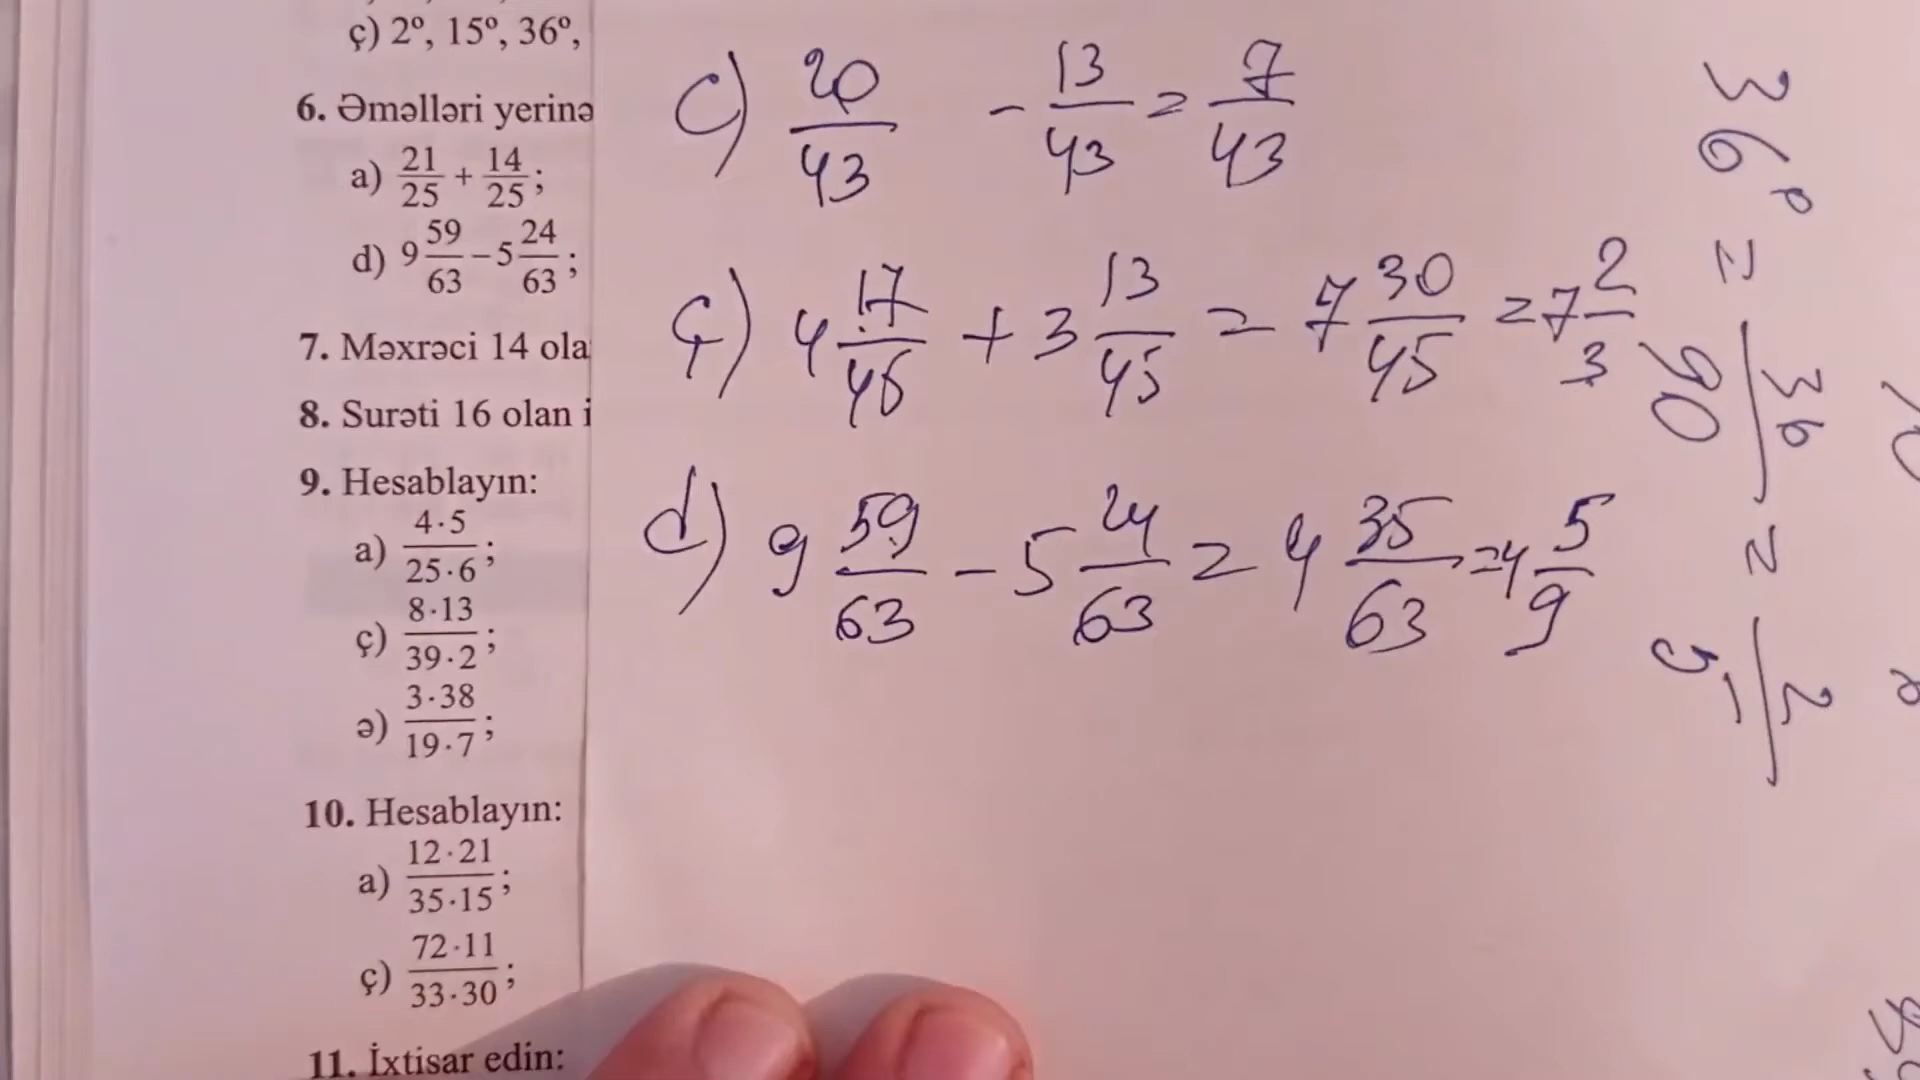 ç) 2º, 15º, 36º,
6. Əməlləri yerinə
a) 21/25 + 14/25;
d) 9 59/63 – 5 24/63;
7. Məxrəci 14 ola
8. Surəti 16 olan i
9. Hesablayın:
a) 4·5/25·6;
ç) 8·13/39·2;
ə) 3·38/19·7;
10. Hesablayın:
a) 12·21/35·15;
ç) 72·11/33·30;
11. İxtisar edin:
c) 20/43 - 13/43 = 7/43
ç) 4 17/45 + 3 13/45 = 7 30/45 = 7 2/3
d) 9 59/63 - 5 24/63 = 4 35/63 = 4 5/9
36º = 36/90 = 2/5